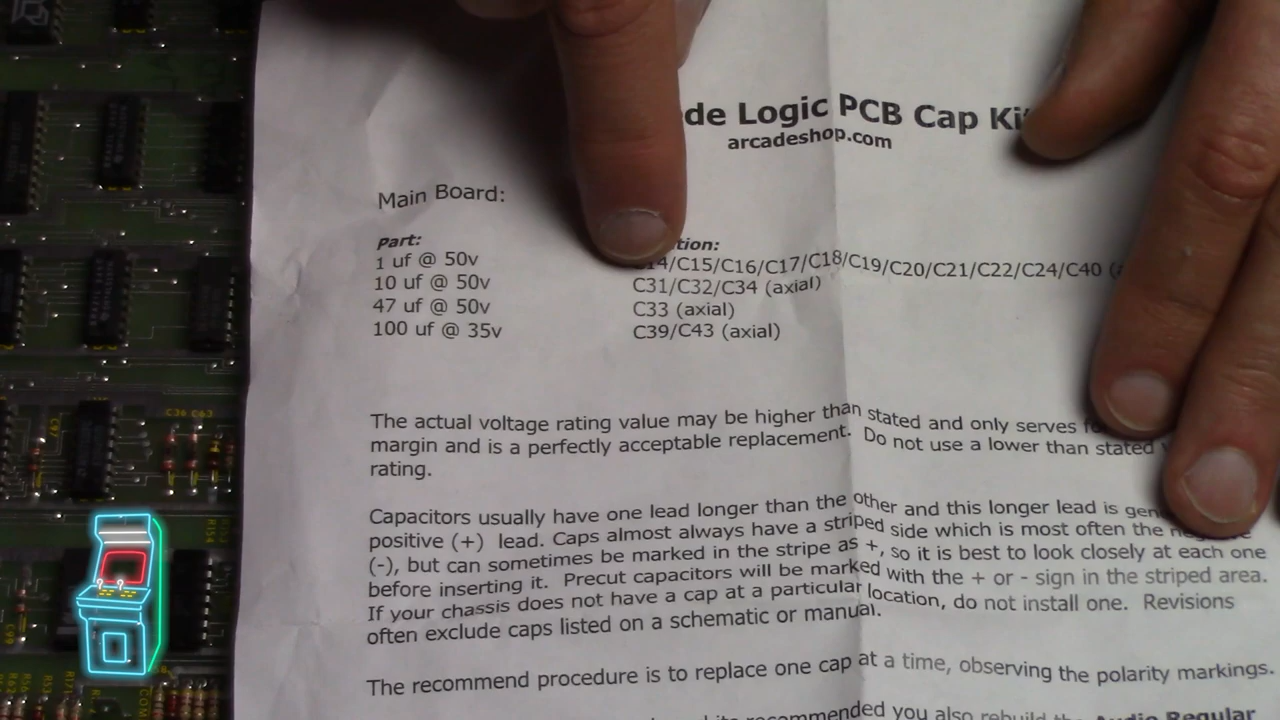 de Logic PCB Cap
arcadeshop.com
Main Board:
Part:
1 uf @ 50v /C15/C16/C17/C18/C19/C20/C21/C22/C24/C40
10 uf @ 50v C31/C32/C34 (axial)
47 uf @ 50v C33 (axial)
100 uf @ 35v C39/C43 (axial)
The actual voltage rating value may be higher than stated and only serves
margin and is a perfectly acceptable replacement. Do not use a lower than stated
rating.
Capacitors usually have one lead longer than the other and this longer lead is
positive (+) lead. Caps almost always have a striped side which is most often the
(-), but can sometimes be marked in the stripe as +, so it is best to look closely at each one
before inserting it. Precut capacitors will be marked with the + or - sign in the striped area.
If your chassis does not have a cap at a particular location, do not install one. Revisions
often exclude caps listed on a schematic or manual.
The recommend procedure is to replace one cap at a time, observing the polarity markings.
you also rebuild the Audio Regular
C36 C63